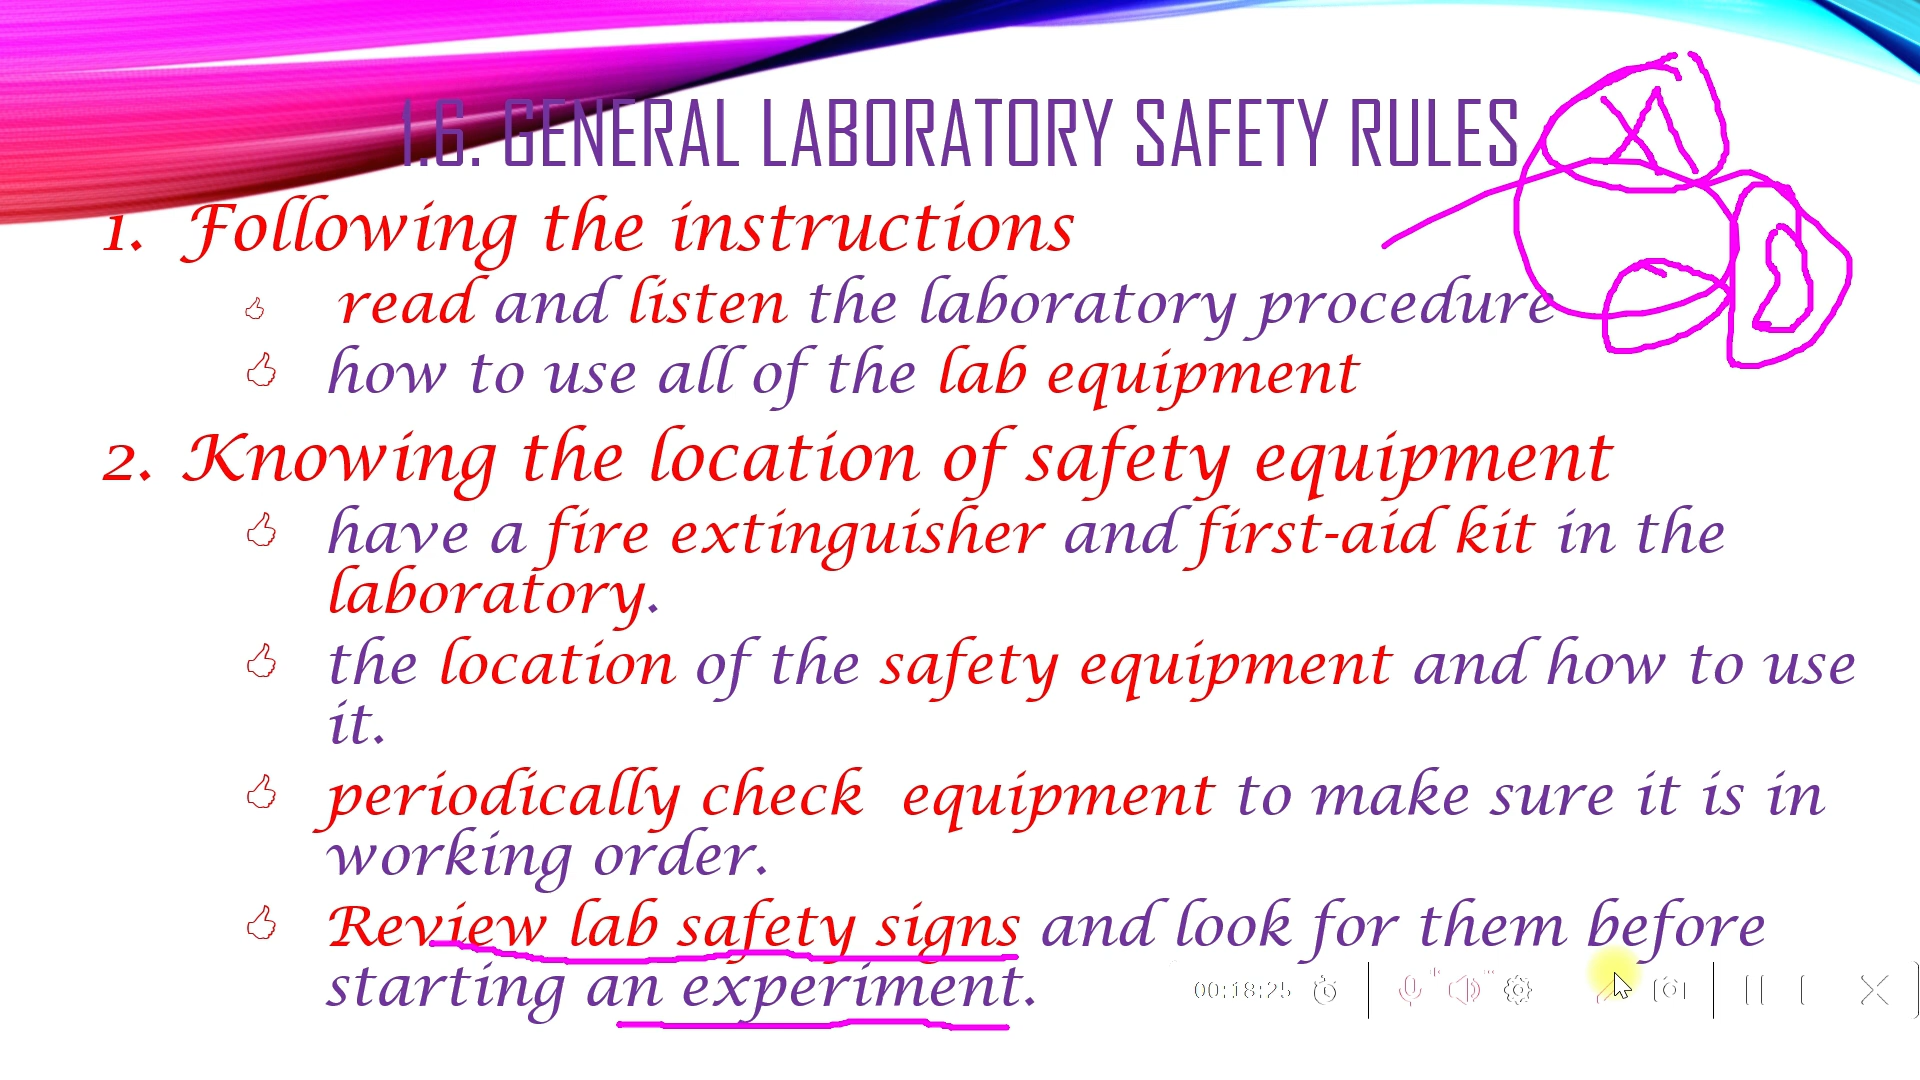 1.6. GENERAL LABORATORY SAFETY RULES
1. Following the instructions
read and listen the laboratory procedure
how to use all of the lab equipment
2. Knowing the location of safety equipment
have a fire extinguisher and first-aid kit in the
laboratory.
the location of the safety equipment and how to use
it.
periodically check equipment to make sure it is in
working order.
Review lab safety signs and look for them before
starting an experiment.
00:18:25